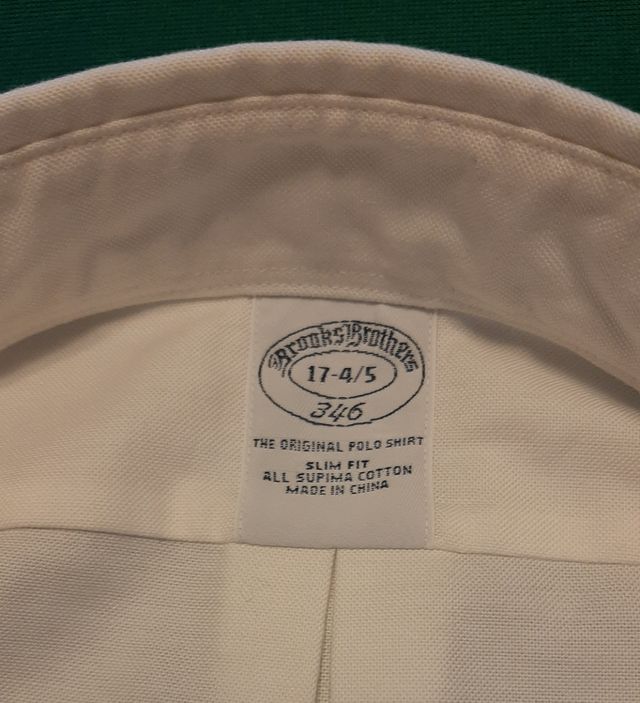 Brooks Brothers
17-4/5
346
THE ORIGINAL POLO SHIRT
SLIM FIT
ALL SUPIMA COTTON
MADE IN CHINA